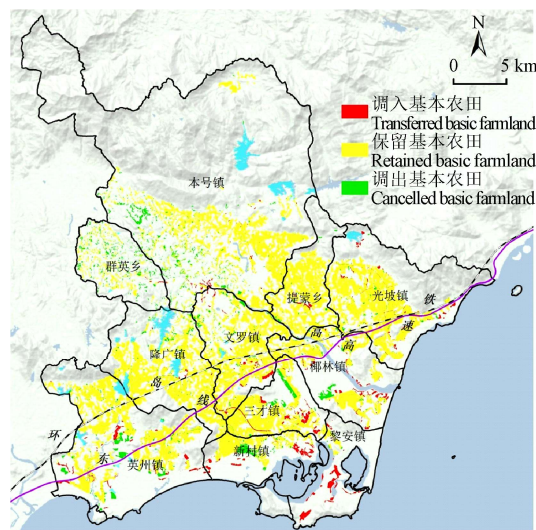 N
0 5 km
调入基本农田
Transferred basic farmland
保留基本农田
Retained basic farmland
调出基本农田
Cancelled basic farmland
本号镇
群英乡
提蒙乡
光坡镇
文罗镇
隆广镇
椰林镇
三才镇
黎安镇
新村镇
英州镇
环 岛 高 铁
东 线 高 速